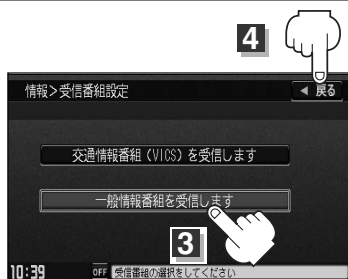 4
情報>受信番組設定
◀ 戻る
交通情報番組（VICS）を受信します
一般情報番組を受信します
3
10:39 OFF 受信番組の選択をしてください